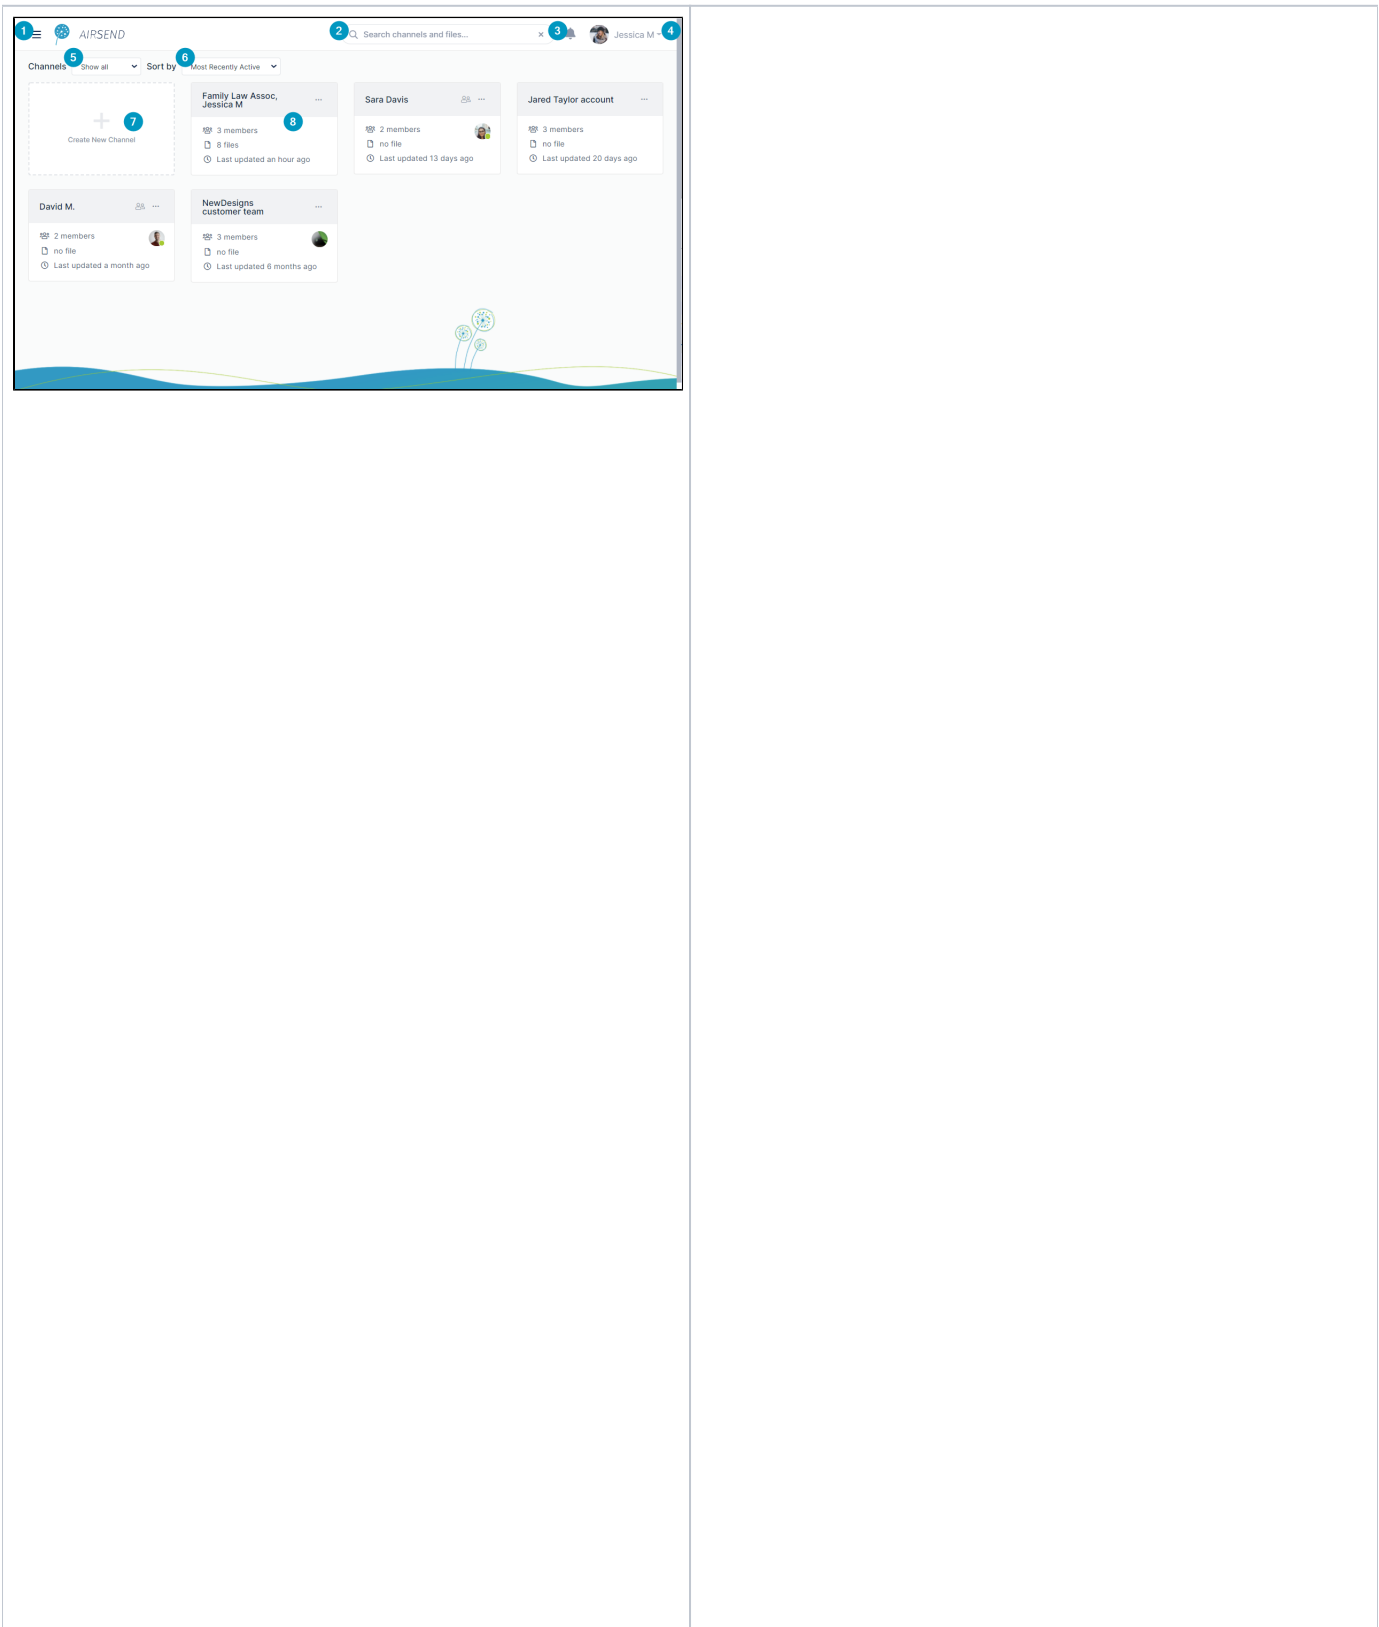 1 AIRSEND 2 Search channels and files... × 3 Jessica M 4
5 6
Channels Show all Sort by Most Recently Active
Family Law Assoc,
Jessica M ...
8
3 members
8 files
Last updated an hour ago
Sara Davis ...
2 members
no file
Last updated 13 days ago
Jared Taylor account ...
3 members
no file
Last updated 20 days ago
7
Create New Channel
David M. ...
2 members
no file
Last updated a month ago
NewDesigns
customer team ...
3 members
no file
Last updated 6 months ago